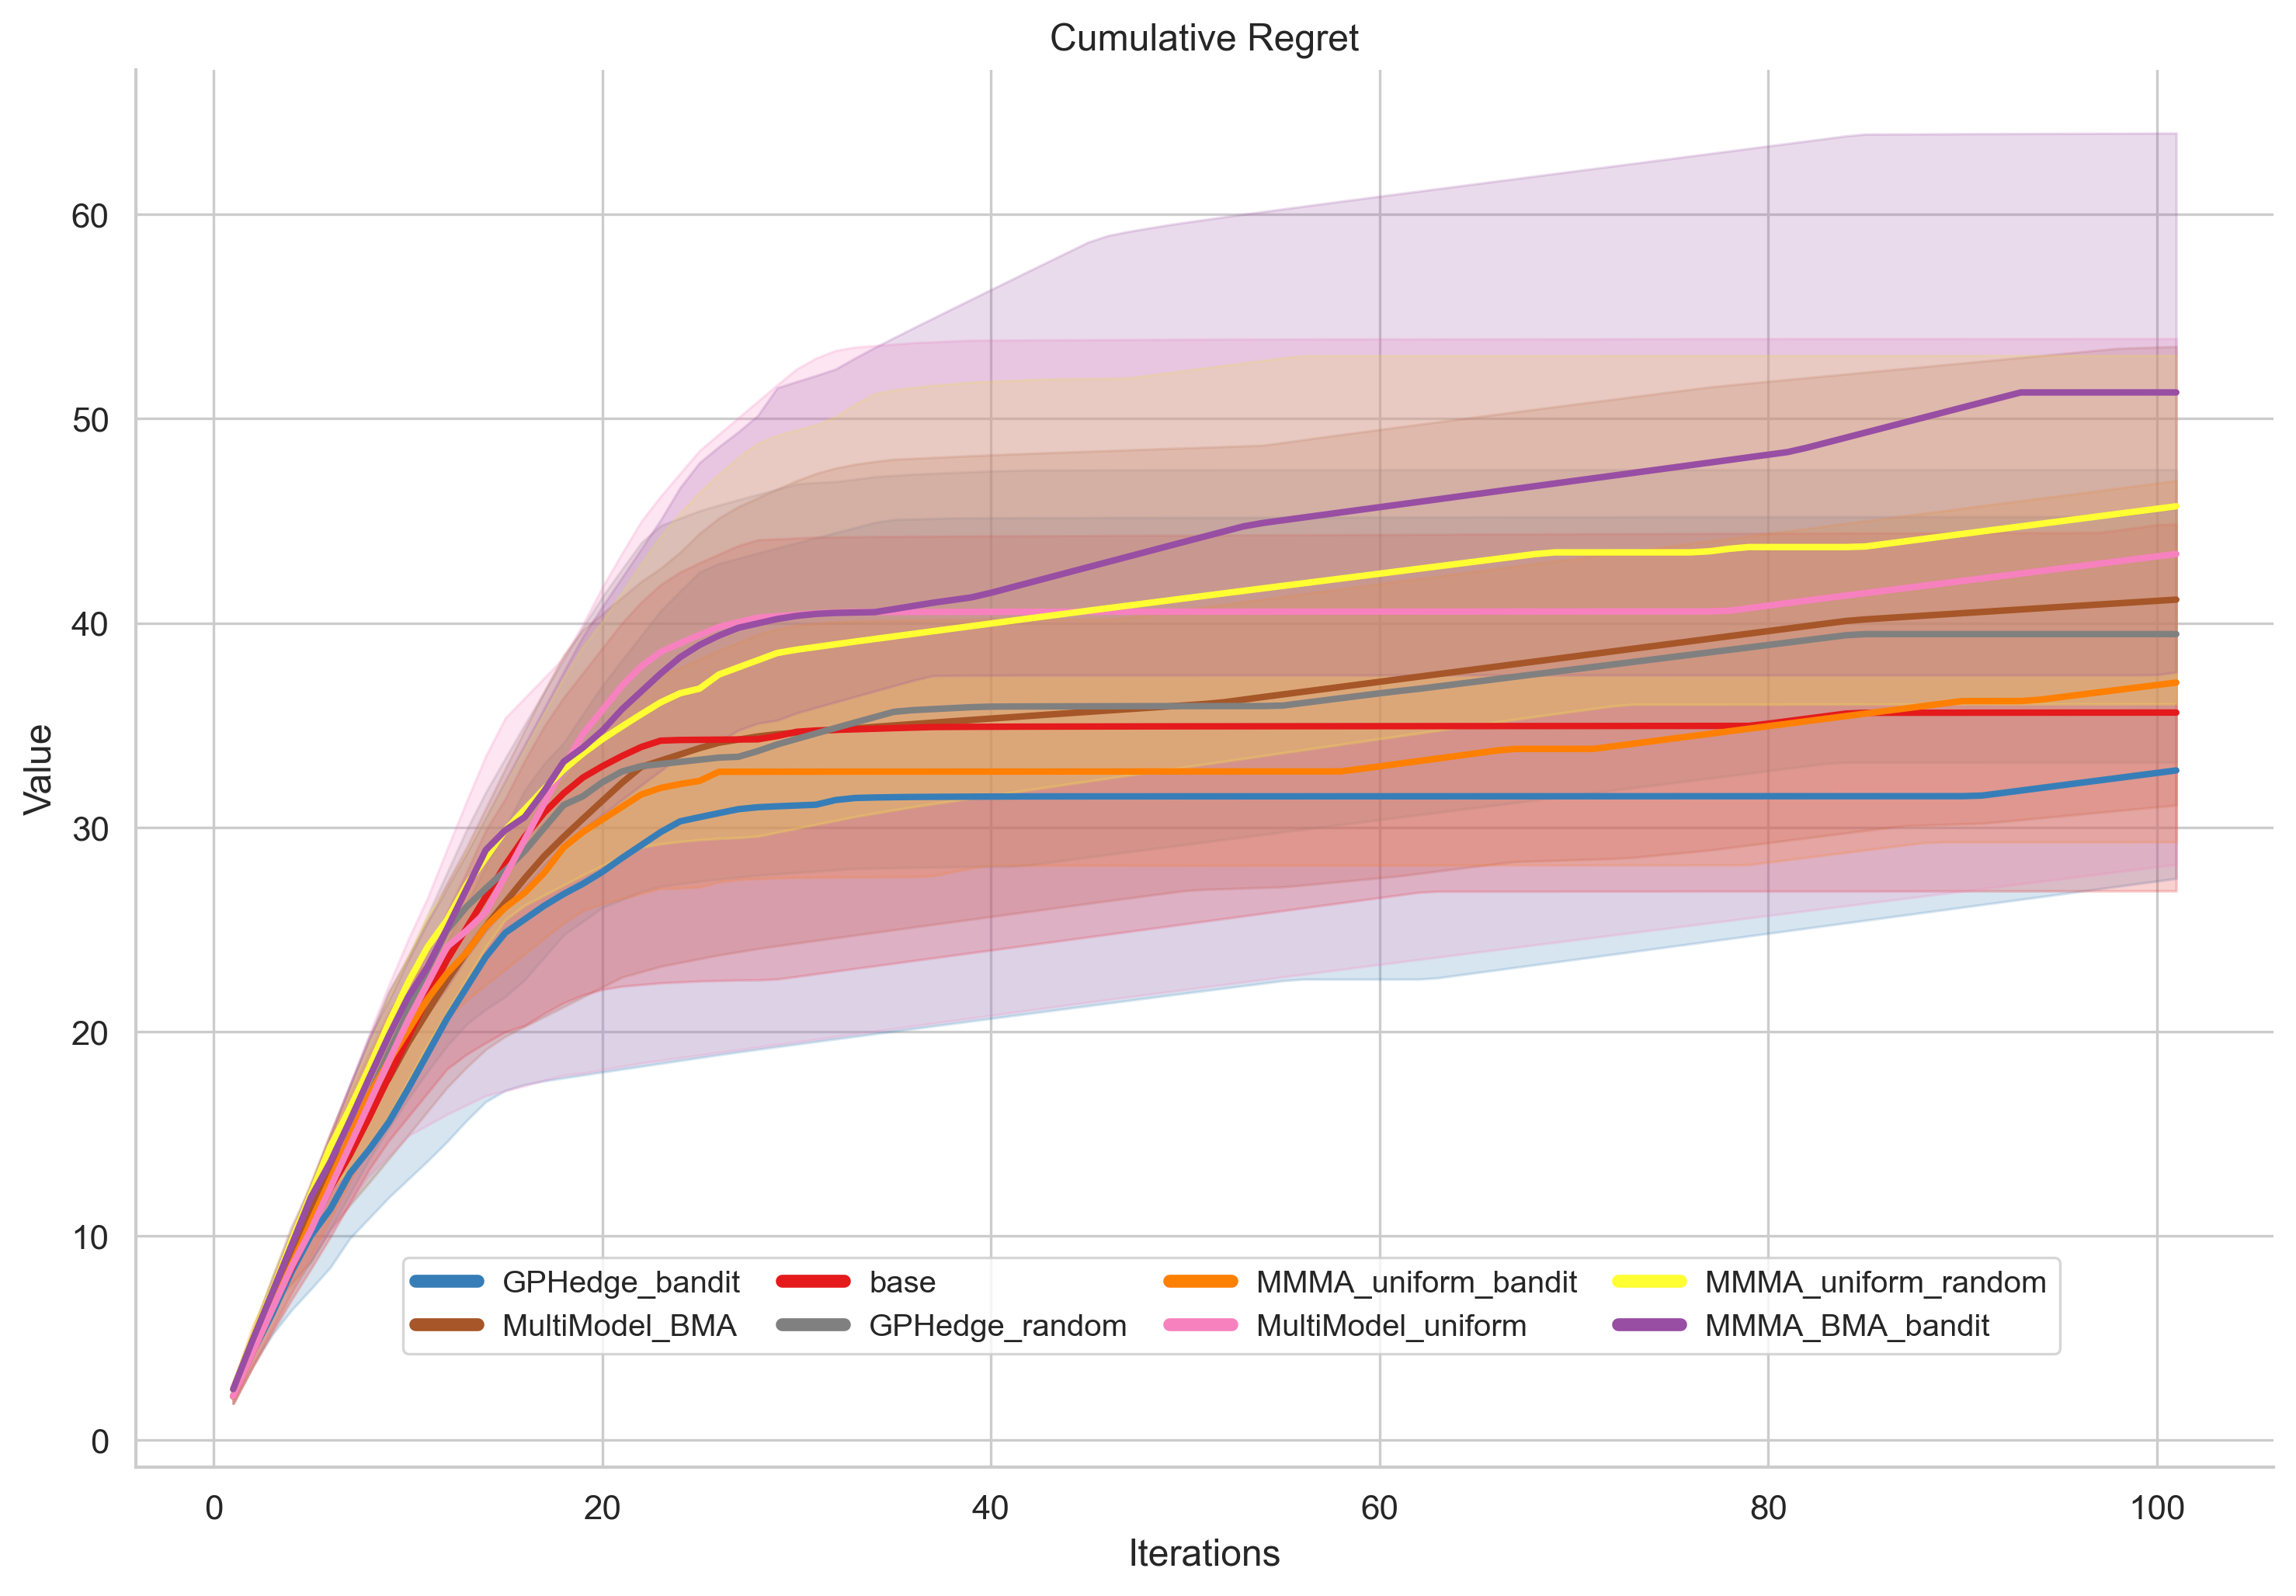 Cumulative Regret
Value
60
50
40
30
20
10
0
GPHedge_bandit base MMMA_uniform_bandit MMMA_uniform_random
MultiModel_BMA GPHedge_random MultiModel_uniform MMMA_BMA_bandit
0 20 40 60 80 100
Iterations